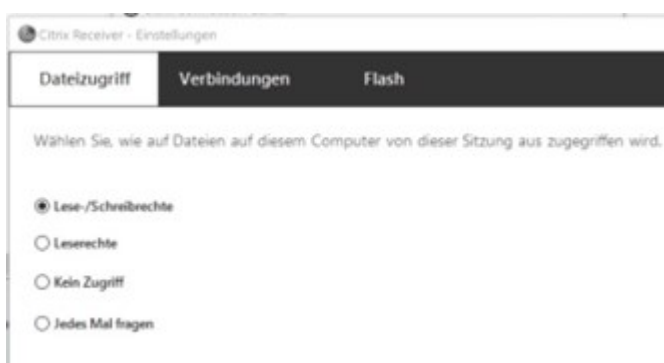 Citrix Receiver - Einstellungen
Dateizugriff Verbindungen Flash
Wählen Sie, wie auf Dateien auf diesem Computer von dieser Sitzung aus zugegriffen wird.
Lese-/Schreibrechte
Leserechte
Kein Zugriff
Jedes Mal fragen